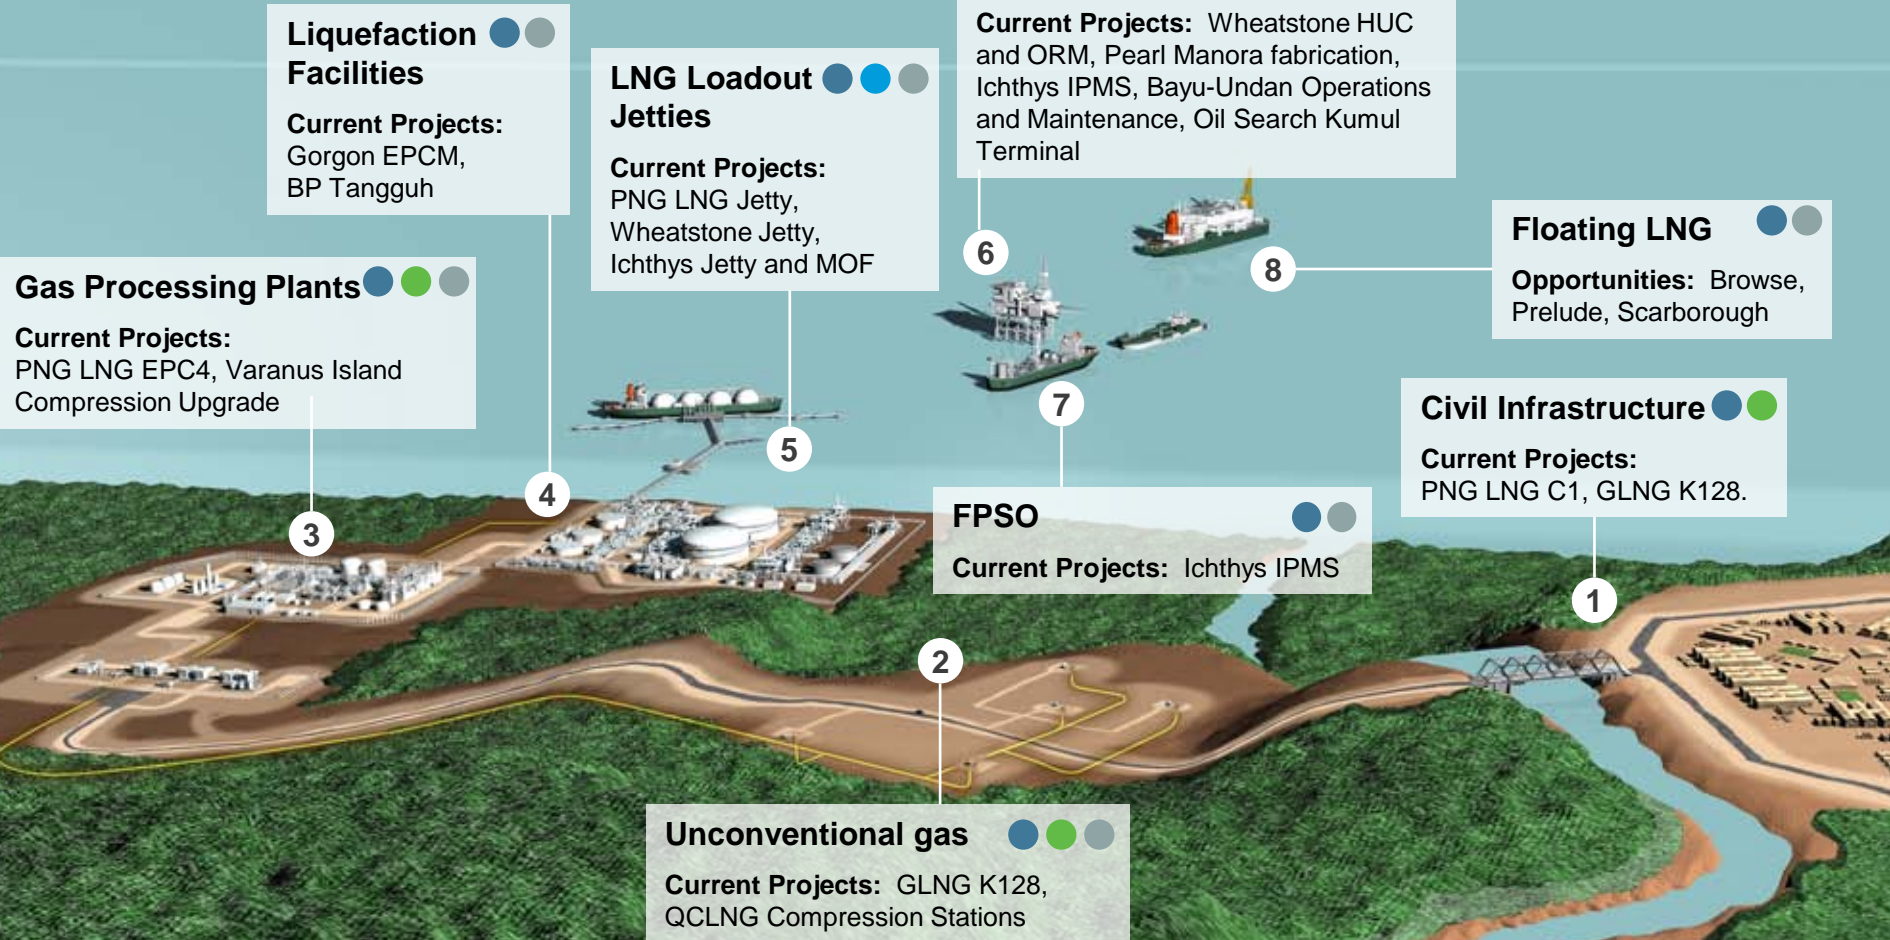 Liquefaction
Facilities
Current Projects:
Gorgon EPCM,
BP Tangguh
LNG Loadout
Jetties
Current Projects:
PNG LNG Jetty,
Wheatstone Jetty,
Ichthys Jetty and MOF
Current Projects: Wheatstone HUC
and ORM, Pearl Manora fabrication,
Ichthys IPMS, Bayu-Undan Operations
and Maintenance, Oil Search Kumul
Terminal
Floating LNG
Opportunities: Browse,
Prelude, Scarborough
Gas Processing Plants
Current Projects:
PNG LNG EPC4, Varanus Island
Compression Upgrade
Civil Infrastructure
Current Projects:
PNG LNG C1, GLNG K128.
FPSO
Current Projects: Ichthys IPMS
Unconventional gas
Current Projects: GLNG K128,
QCLNG Compression Stations
6
8
7
5
4
3
1
2